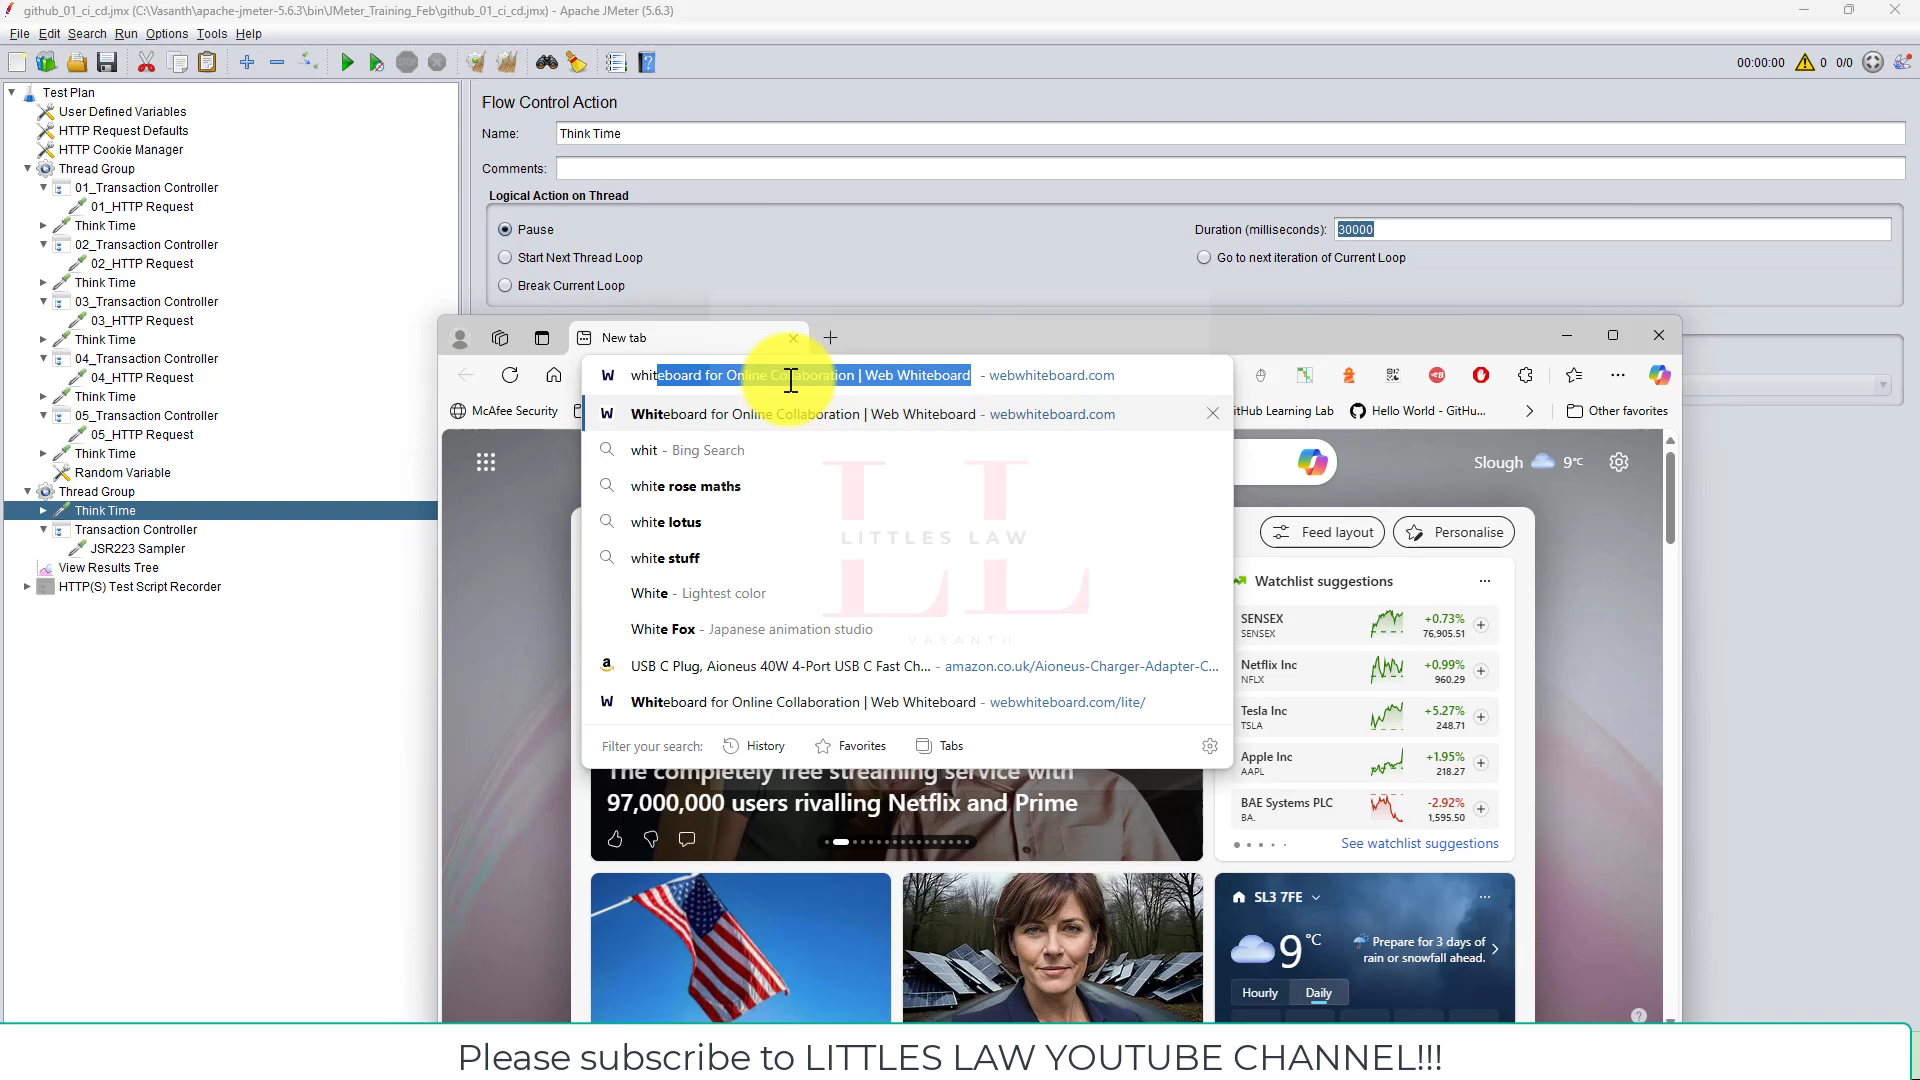 github_01_ci_cd.jmx (C:\Vasanth\apache-jmeter-5.6.3\bin\JMeter_Training_Feb\github_01_ci_cd.jmx) - Apache JMeter (5.6.3)
File Edit Search Run Options Tools Help
00:00:00 0 0/0
Test Plan
User Defined Variables
HTTP Request Defaults
HTTP Cookie Manager
Thread Group
01_Transaction Controller
01_HTTP Request
Think Time
02_Transaction Controller
02_HTTP Request
Think Time
03_Transaction Controller
03_HTTP Request
Think Time
04_Transaction Controller
04_HTTP Request
Think Time
05_Transaction Controller
05_HTTP Request
Think Time
Random Variable
Thread Group
Think Time
Transaction Controller
JSR223 Sampler
View Results Tree
HTTP(S) Test Script Recorder
Flow Control Action
Name: Think Time
Comments:
Logical Action on Thread
Pause Duration (milliseconds): 30000
Start Next Thread Loop Go to next iteration of Current Loop
Break Current Loop
New tab
whiteboard for Online Collaboration | Web Whiteboard - webwhiteboard.com
McAfee Security itHub Learning Lab Hello World - GitHu... Other favorites
Whiteboard for Online Collaboration | Web Whiteboard - webwhiteboard.com
whit - Bing Search
white rose maths
white lotus
white stuff
White - Lightest color
White Fox - Japanese animation studio
USB C Plug, Aioneus 40W 4-Port USB C Fast Ch... - amazon.co.uk/Aioneus-Charger-Adapter-C...
Whiteboard for Online Collaboration | Web Whiteboard - webwhiteboard.com/lite/
Filter your search: History Favorites Tabs
LITTLES LAW
LL
VASANTH
Slough 9°C
Feed layout Personalise
Watchlist suggestions
SENSEX +0.73%
SENSEX 76,905.51
Netflix Inc +0.99%
NFLX 960.29
Tesla Inc +5.27%
TSLA 248.71
Apple Inc +1.95%
AAPL 218.27
BAE Systems PLC -2.92%
BA. 1,595.50
See watchlist suggestions
The completely free streaming service with
97,000,000 users rivalling Netflix and Prime
SL3 7FE
9°C Prepare for 3 days of
rain or snowfall ahead.
Hourly Daily
Please subscribe to LITTLES LAW YOUTUBE CHANNEL!!!